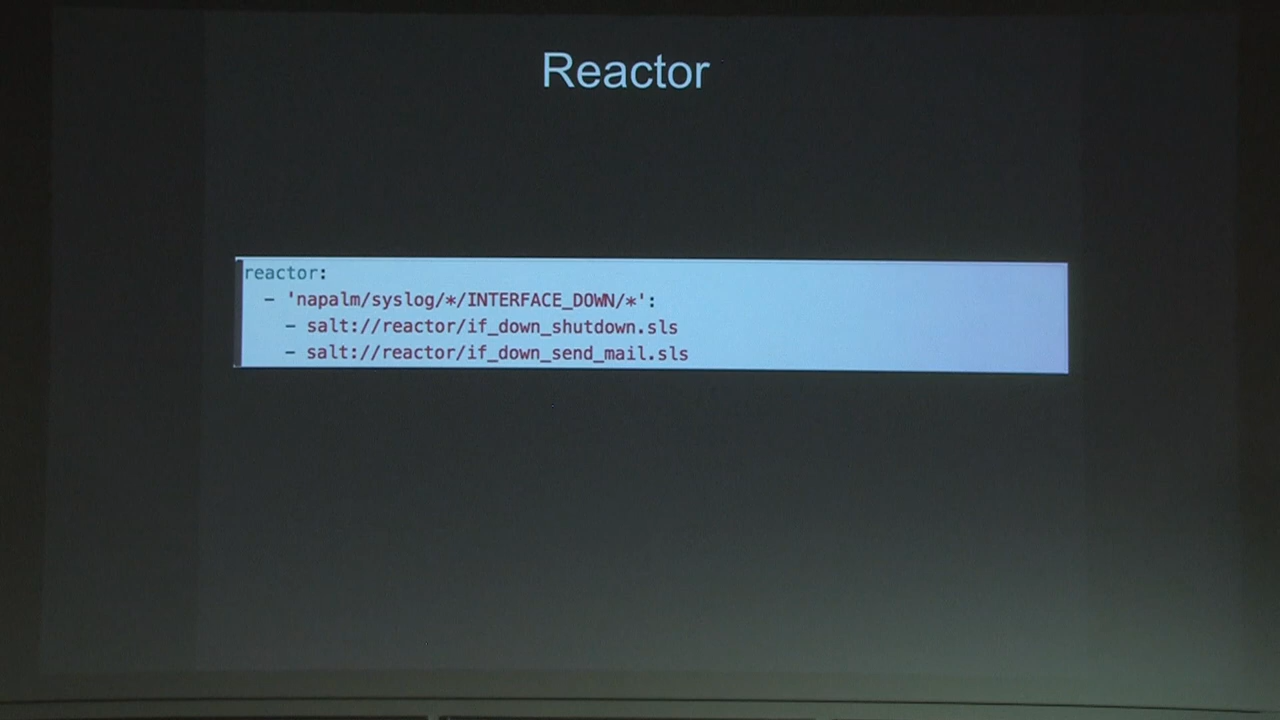 Reactor
reactor:
- 'napalm/syslog/*/INTERFACE_DOWN/*':
- salt://reactor/if_down_shutdown.sls
- salt://reactor/if_down_send_mail.sls